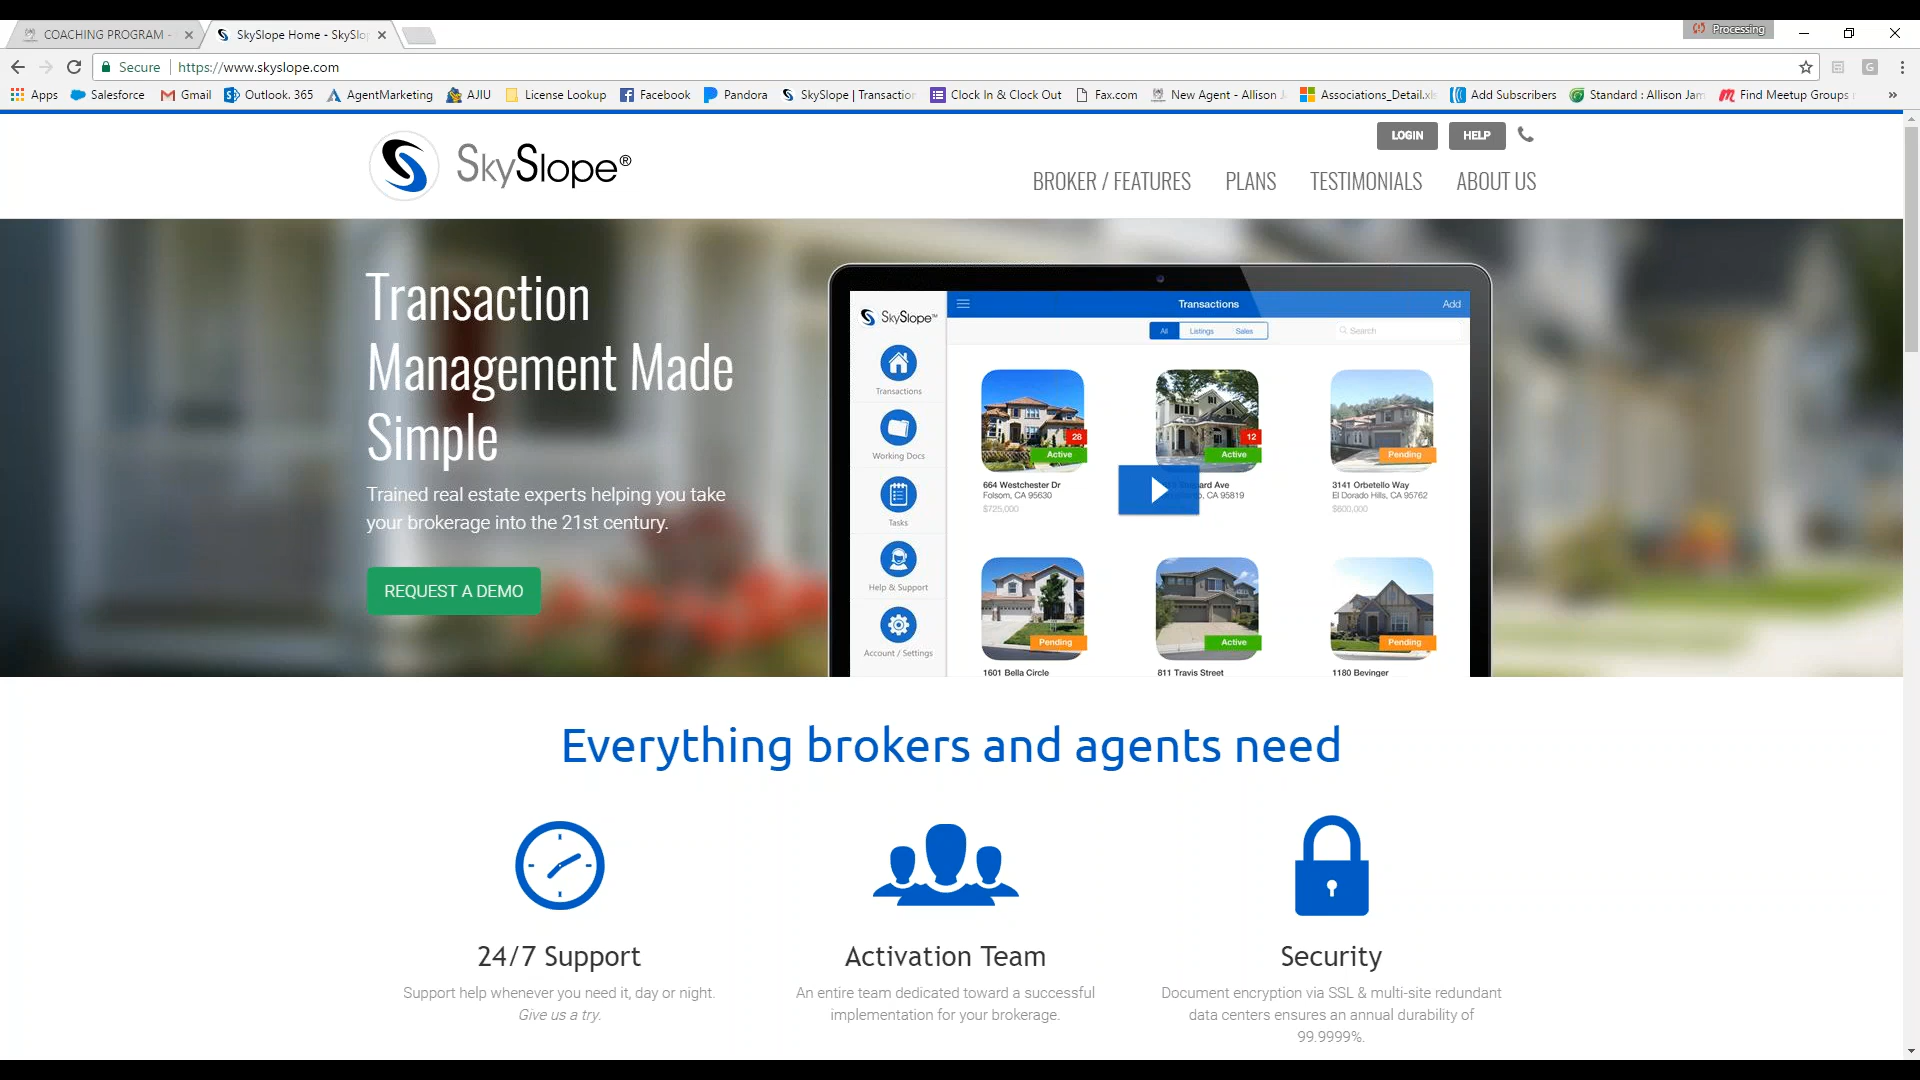 COACHING PROGRAM -
SkySlope Home - SkySlo
Processing
Secure https://www.skyslope.com
Apps Salesforce Gmail Outlook. 365 AgentMarketing AJIU License Lookup Facebook Pandora SkySlope | Transaction Clock In & Clock Out Fax.com New Agent - Allison J Associations_Detail.xls Add Subscribers Standard : Allison Jam Find Meetup Groups »
LOGIN HELP
SkySlope®
BROKER / FEATURES PLANS TESTIMONIALS ABOUT US
Transaction
Management Made
Simple
Trained real estate experts helping you take
your brokerage into the 21st century.
REQUEST A DEMO
SkySlope™
Transactions
Working Docs
Tasks
Help & Support
Account / Settings
Transactions Add
All Listings Sales Search
28
Active
664 Westchester Dr
Folsom, CA 95630
$725,000
12
Active
ard Ave
, CA 95819
Pending
3141 Orbetello Way
El Dorado Hills, CA 95762
$600,000
Pending
1601 Bella Circle
Active
811 Travis Street
Pending
1180 Bevinger
Everything brokers and agents need
24/7 Support
Support help whenever you need it, day or night.
Give us a try.
Activation Team
An entire team dedicated toward a successful
implementation for your brokerage.
Security
Document encryption via SSL & multi-site redundant
data centers ensures an annual durability of
99.9999%.